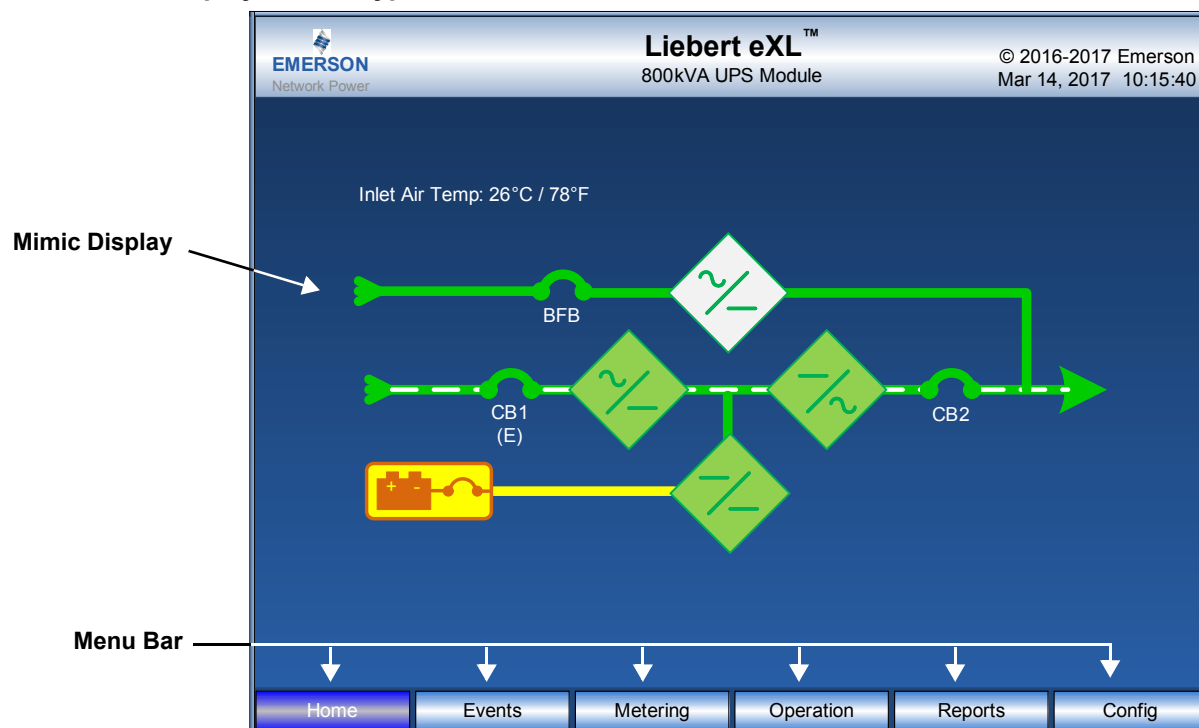 EMERSON
Network Power
Liebert eXL™
800kVA UPS Module
© 2016-2017 Emerson
Mar 14, 2017 10:15:40
Inlet Air Temp: 26°C / 78°F
Mimic Display
BFB
CB1
(E)
CB2
+ -
Menu Bar
Home
Events
Metering
Operation
Reports
Config